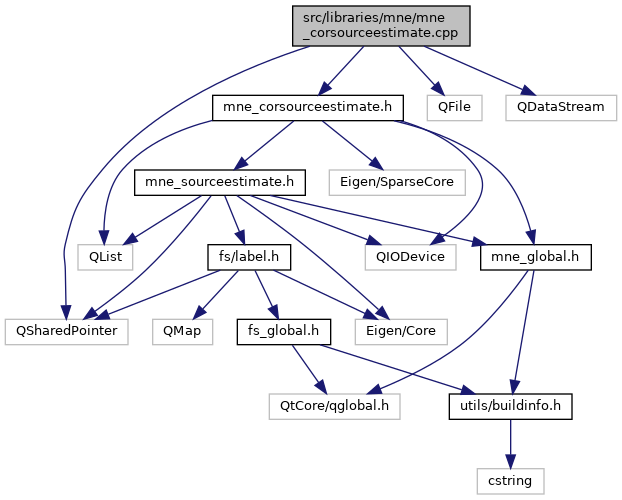 src/libraries/mne/mne
_corsourceestimate.cpp
mne_corsourceestimate.h
QFile
QDataStream
mne_sourceestimate.h
Eigen/SparseCore
QList
fs/label.h
QIODevice
mne_global.h
QSharedPointer
QMap
fs_global.h
Eigen/Core
QtCore/qglobal.h
utils/buildinfo.h
cstring